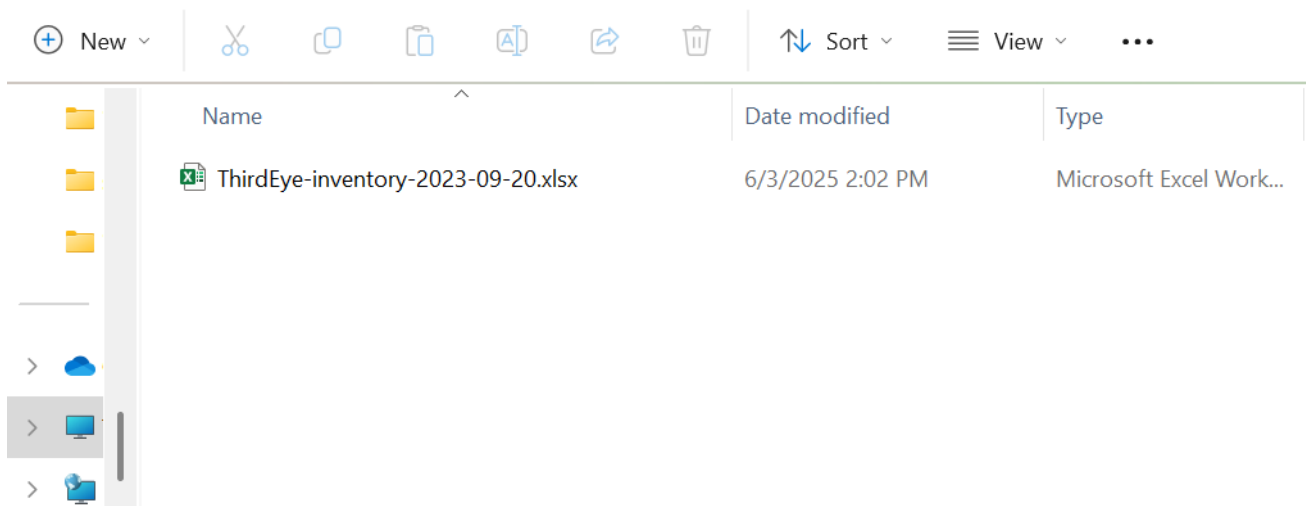 New Sort View
Name Date modified Type
ThirdEye-inventory-2023-09-20.xlsx 6/3/2025 2:02 PM Microsoft Excel Work...